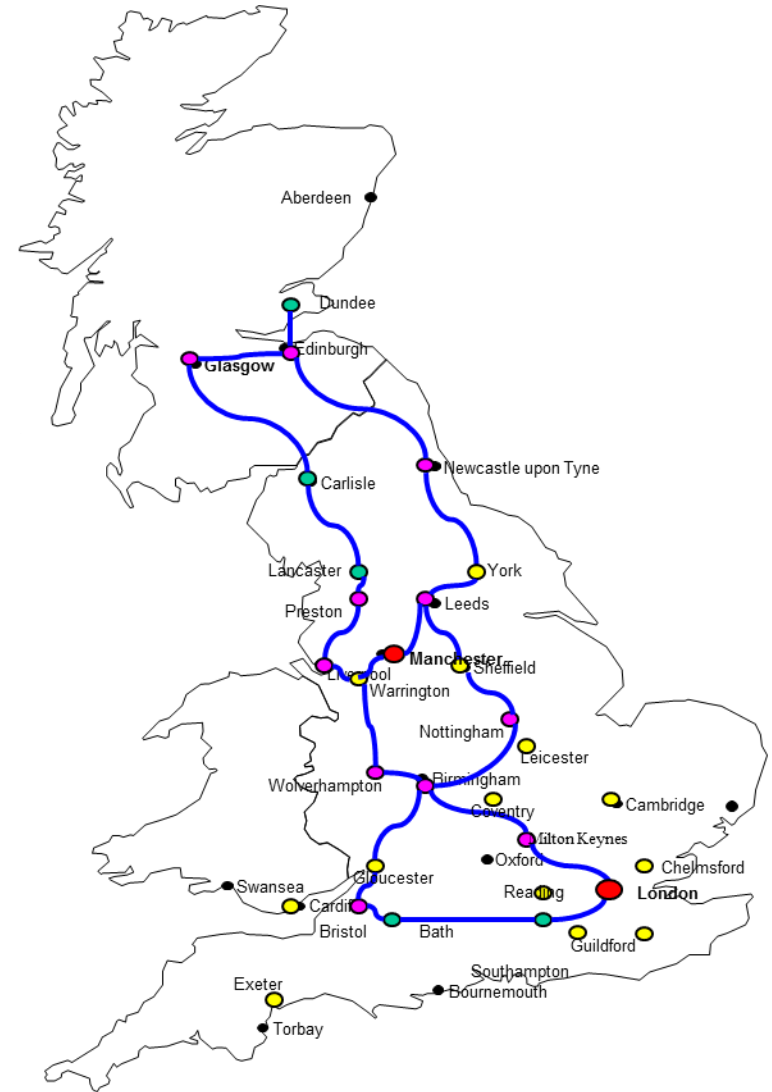 Aberdeen
Dundee
Edinburgh
Glasgow
Newcastle upon Tyne
Carlisle
Lancaster
York
Preston
Leeds
Manchester
Sheffield
Liverpool
Warrington
Nottingham
Leicester
Wolverhampton
Birmingham
Coventry
Cambridge
Milton Keynes
Oxford
Chelmsford
Gloucester
Swansea
Reading
London
Cardiff
Bristol
Bath
Guildford
Southampton
Exeter
Bournemouth
Torbay